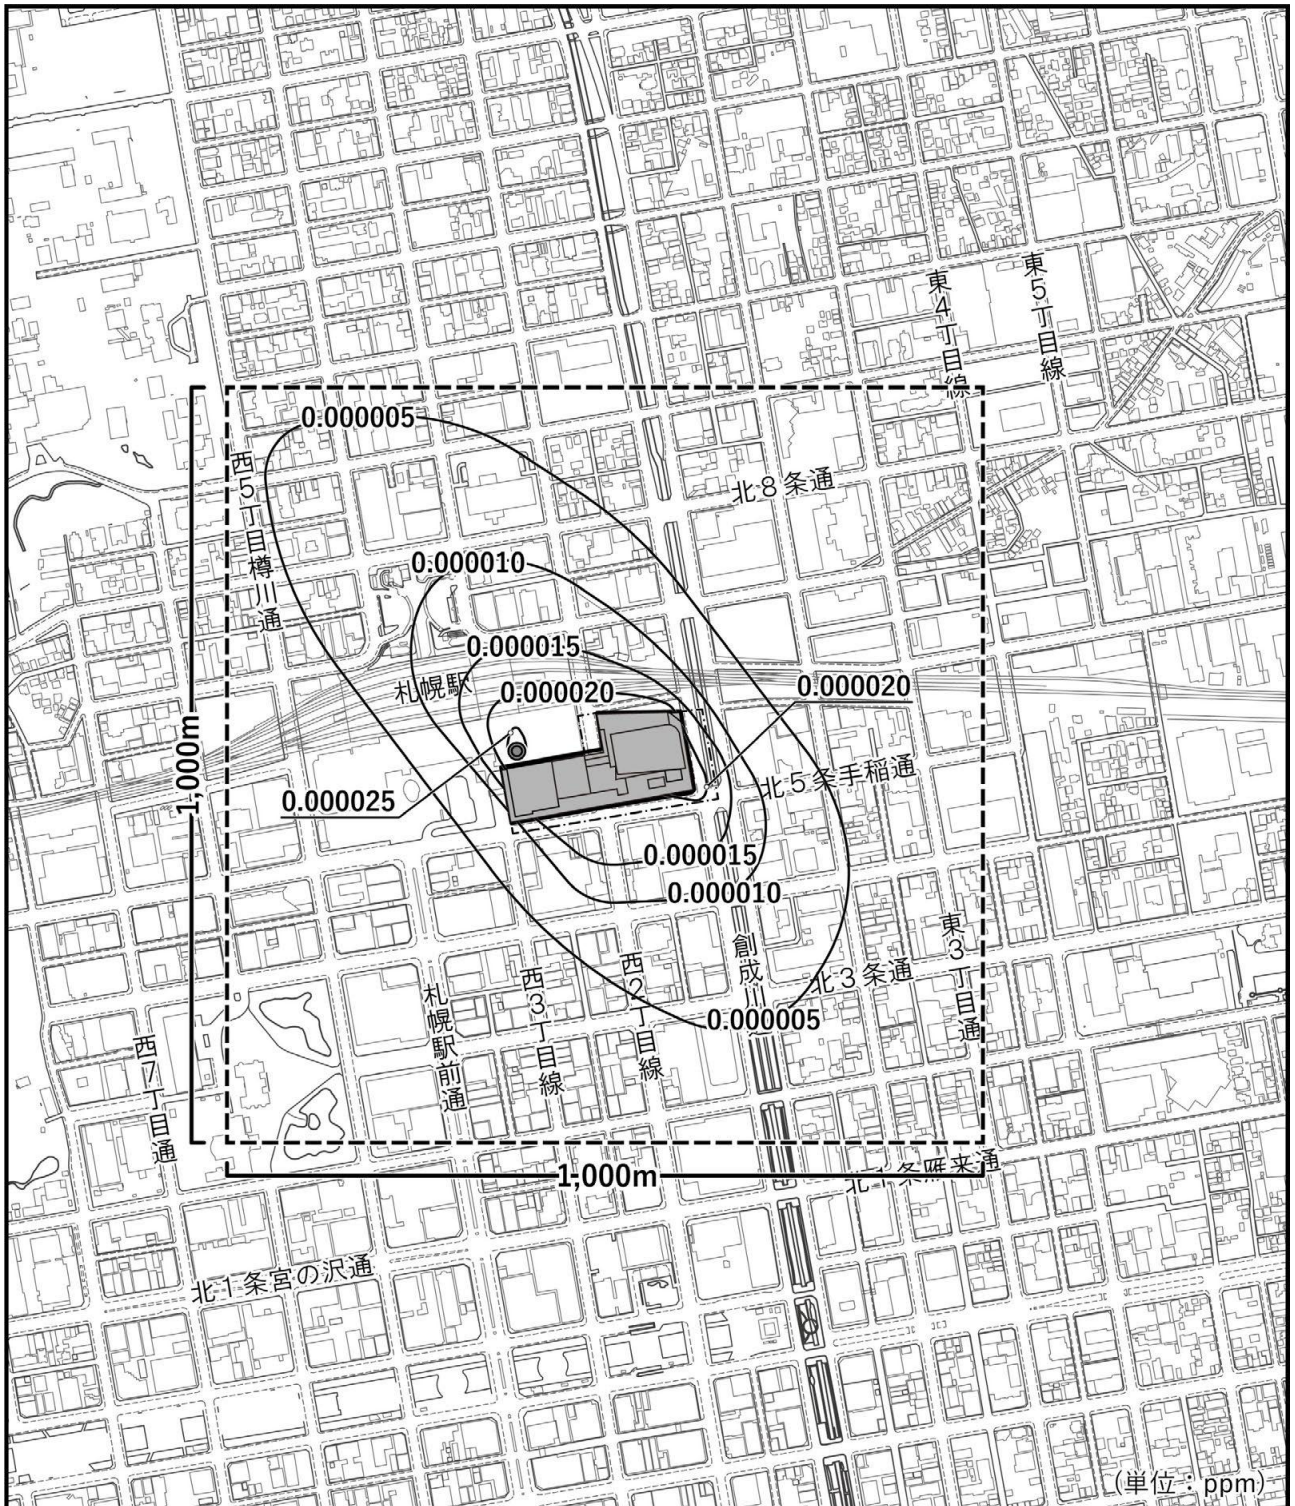 東4丁目線
東5丁目線
0.000005
西5丁目樽川通
北8条通
0.000010
0.000015
札幌駅
0.000020
0.000020
1,000m
0.000025
北5条手稲通
0.000015
0.000010
東3丁目通
創成川
北3条通
西2丁目線
西3丁目線
札幌駅前通
0.000005
西7丁目通
1,000m
北1条雁来通
北1条宮の沢通
(単位：ppm)